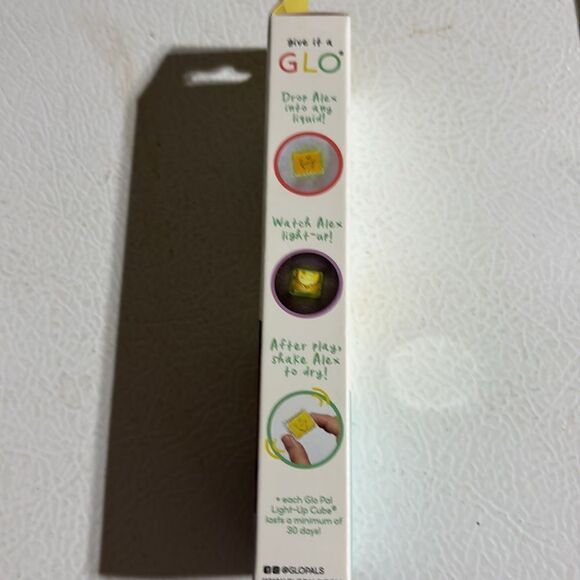 give it a
GLO®
Drop Alex
into any
liquid!
Watch Alex
light-up!
After play,
shake Alex
to dry!
* each Glo Pal
Light-Up Cube®
lasts a minimum of
30 days!
@GLOPALS